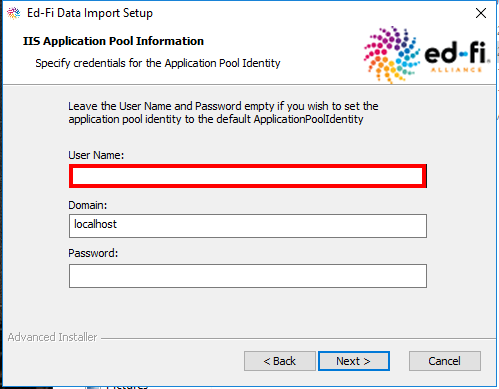 Ed-Fi Data Import Setup
IIS Application Pool Information
Specify credentials for the Application Pool Identity
ed-fi
ALLIANCE
Leave the User Name and Password empty if you wish to set the
application pool identity to the default ApplicationPoolIdentity
User Name:
Domain:
localhost
Password:
Advanced Installer
< Back
Next >
Cancel
Pictures